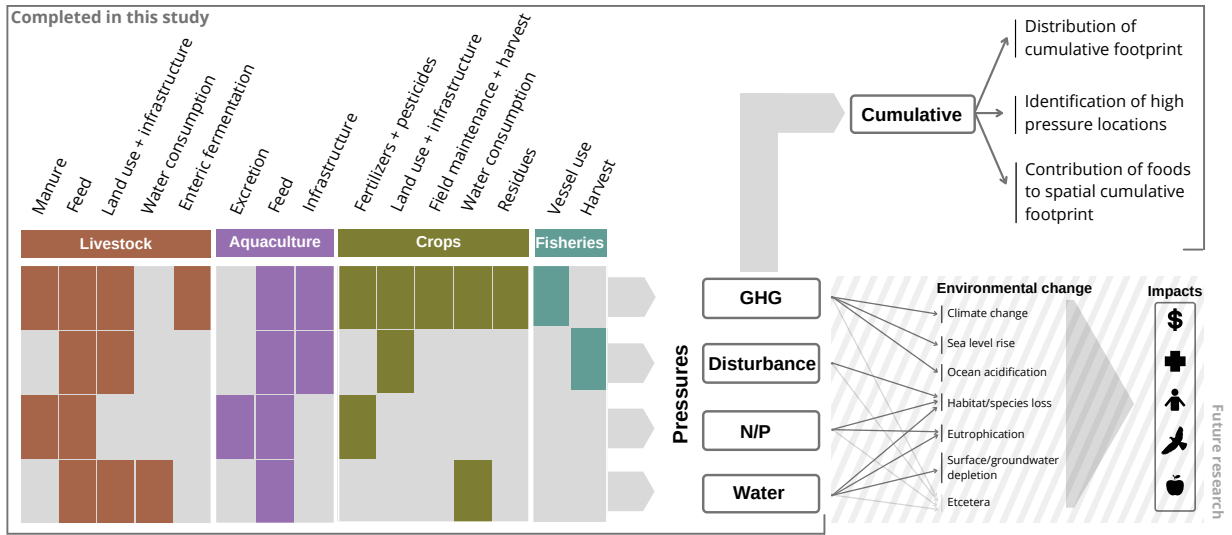 Completed in this study
Manure
Feed
Land use + infrastructure
Water consumption
Enteric fermentation
Excretion
Feed
Infrastructure
Fertilizers + pesticides
Land use + infrastructure
Field maintenance + harvest
Water consumption
Residues
Vessel use
Harvest
Livestock
Aquaculture
Crops
Fisheries
Pressures
GHG
Disturbance
N/P
Water
Cumulative
Distribution of
cumulative footprint
Identification of high
pressure locations
Contribution of foods
to spatial cumulative
footprint
Environmental change
Climate change
Sea level rise
Ocean acidification
Habitat/species loss
Eutrophication
Surface/groundwater
depletion
Etcetera
Impacts
$
Future research